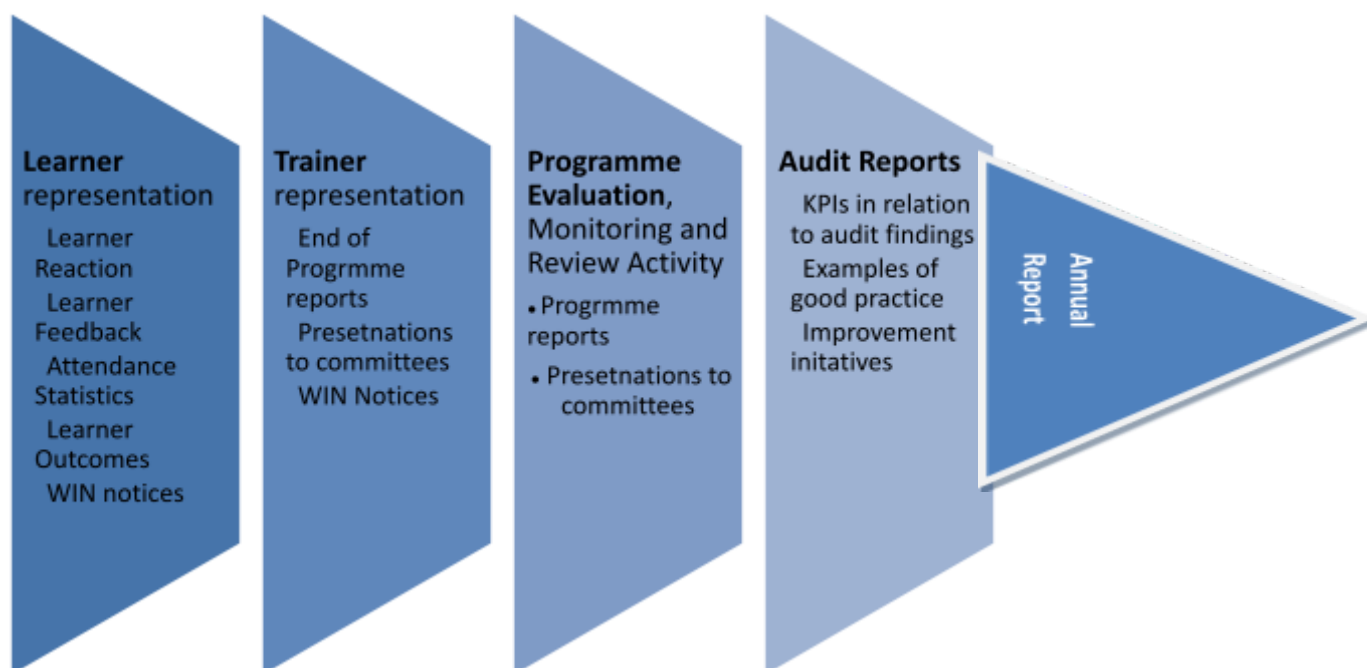 Learner
representation
Learner
Reaction
Learner
Feedback
Attendance
Statistics
Learner
Outcomes
WIN notices
Trainer
representation
End of
Progrmme
reports
Presetnations
to committees
WIN Notices
Programme
Evaluation,
Monitoring and
Review Activity
• Progrmme
reports
• Presetnations to
committees
Audit Reports
KPIs in relation
to audit findings
Examples of
good practice
Improvement
initatives
Annual
Report